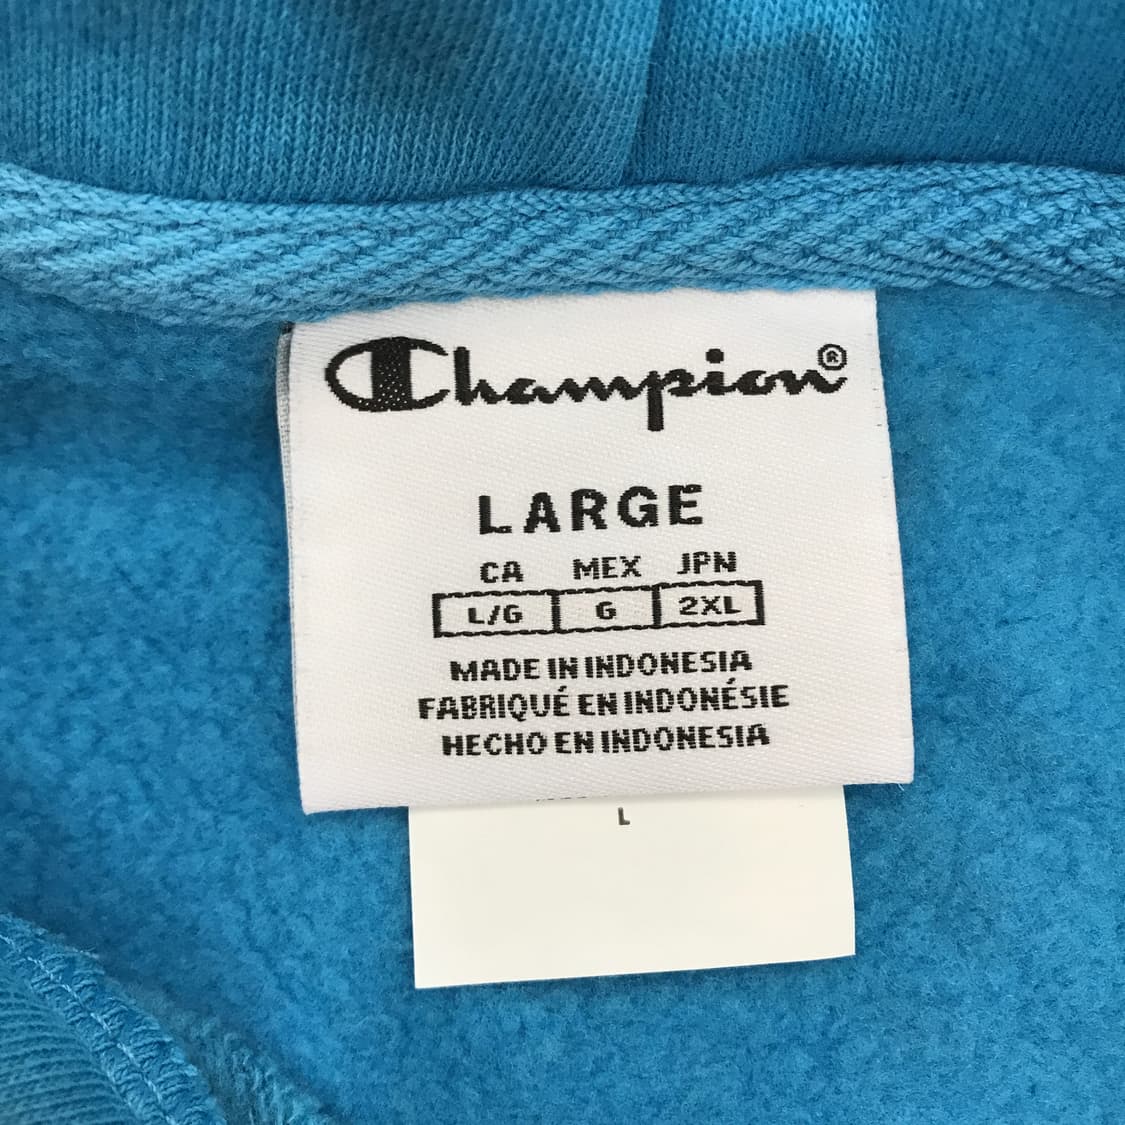 Champion®
LARGE
CA MEX JPN
L/G G 2XL
MADE IN INDONESIA
FABRIQUÉ EN INDONÉSIE
HECHO EN INDONESIA
L